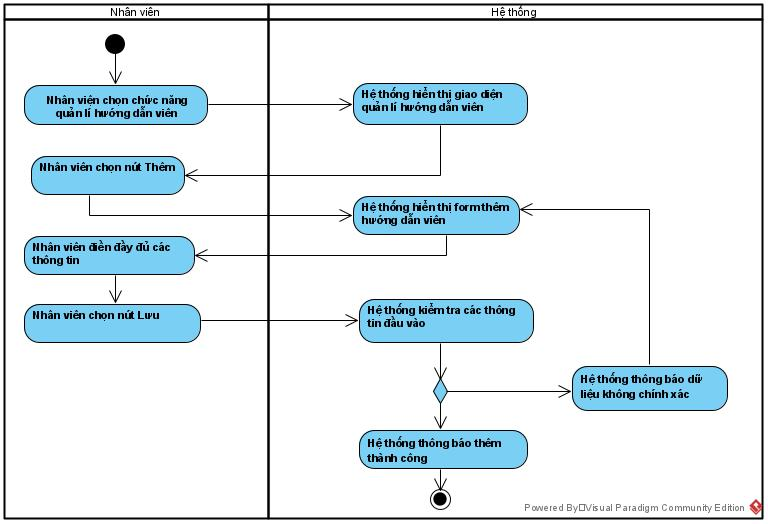 Nhân viên
Hệ thống
Nhân viện chọn chức năng
quản lí hướng dẫn viên
Hệ thống hiển thị giao diện
quản lí hướng dẫn viên
Nhân viên chọn nút Thêm
Hệ thống hiển thị form thêm
hướng dẫn viên
Nhân viên điền đầy đủ các
thông tin
Nhân viên chọn nút Lưu
Hệ thống kiểm tra các thông
tin đầu vào
Hệ thống thông báo dữ
liệu không chính xác
Hệ thống thông báo thêm
thành công
Powered By□Visual Paradigm Community Edition